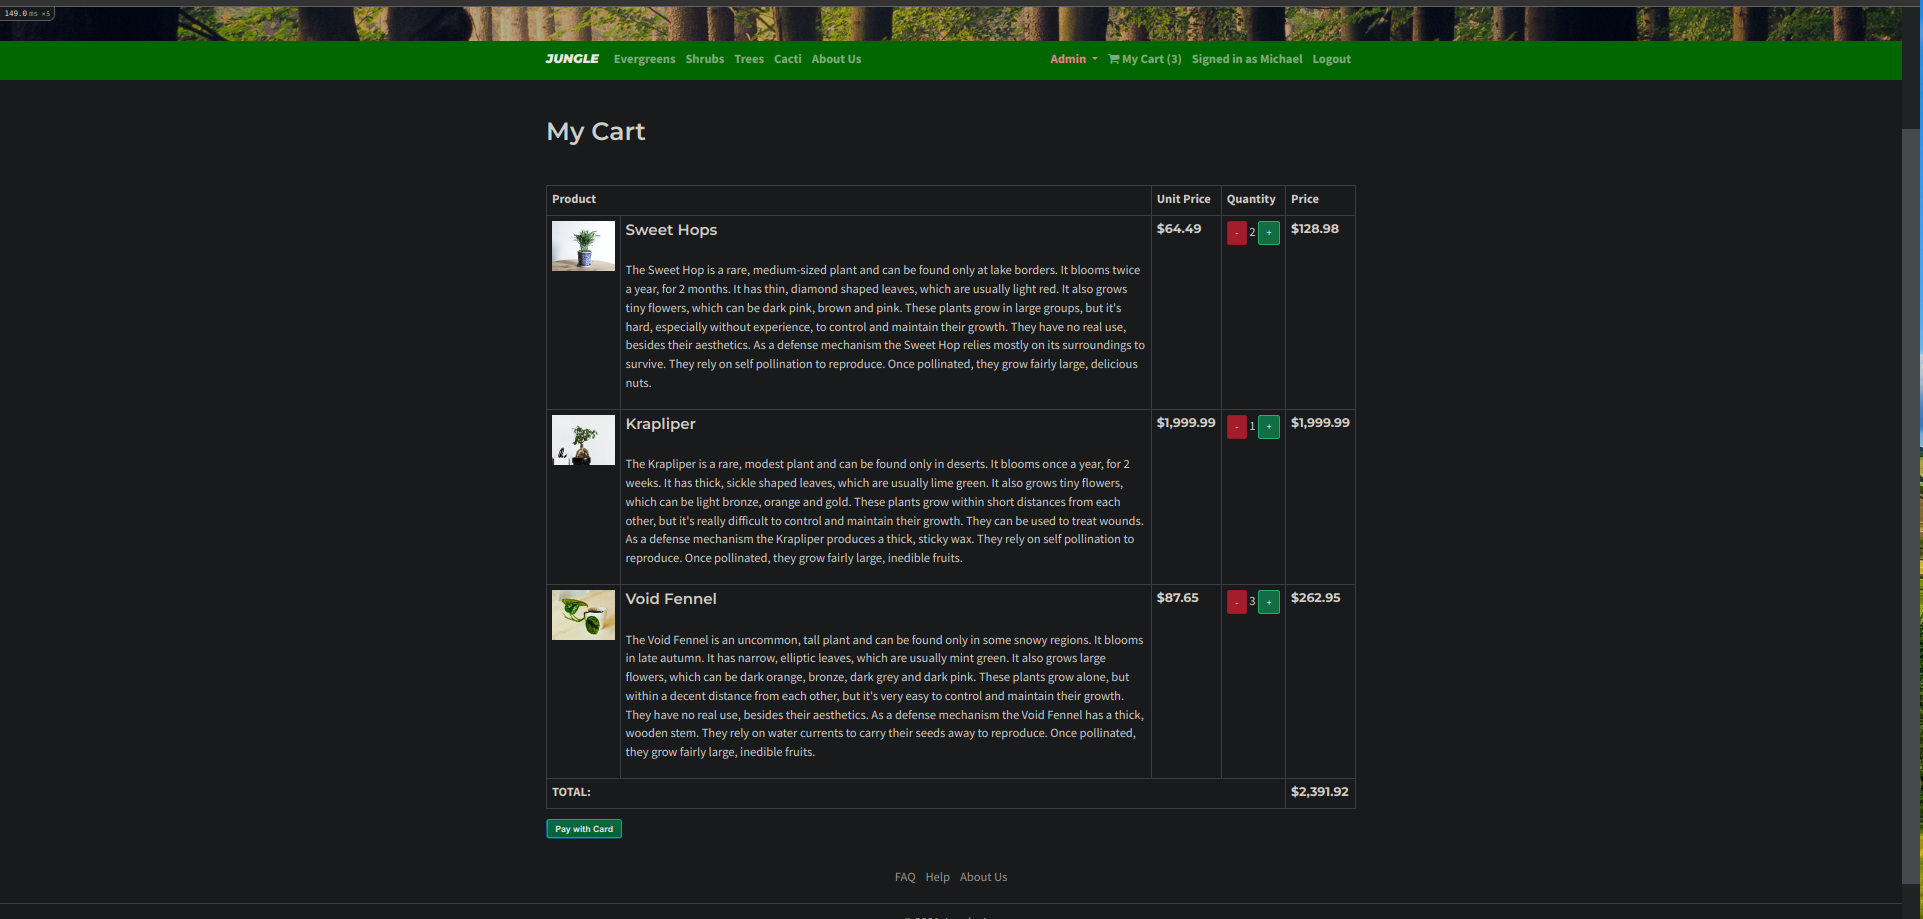 149.0 ms ×5
JUNGLE Evergreens Shrubs Trees Cacti About Us Admin My Cart (3) Signed in as Michael Logout
My Cart
Product Unit Price Quantity Price
Sweet Hops $64.49 - 2 + $128.98
The Sweet Hop is a rare, medium-sized plant and can be found only at lake borders. It blooms twice
a year, for 2 months. It has thin, diamond shaped leaves, which are usually light red. It also grows
tiny flowers, which can be dark pink, brown and pink. These plants grow in large groups, but it's
hard, especially without experience, to control and maintain their growth. They have no real use,
besides their aesthetics. As a defense mechanism the Sweet Hop relies mostly on its surroundings to
survive. They rely on self pollination to reproduce. Once pollinated, they grow fairly large, delicious
nuts.
Krapliper $1,999.99 - 1 + $1,999.99
The Krapliper is a rare, modest plant and can be found only in deserts. It blooms once a year, for 2
weeks. It has thick, sickle shaped leaves, which are usually lime green. It also grows tiny flowers,
which can be light bronze, orange and gold. These plants grow within short distances from each
other, but it's really difficult to control and maintain their growth. They can be used to treat wounds.
As a defense mechanism the Krapliper produces a thick, sticky wax. They rely on self pollination to
reproduce. Once pollinated, they grow fairly large, inedible fruits.
Void Fennel $87.65 - 3 + $262.95
The Void Fennel is an uncommon, tall plant and can be found only in some snowy regions. It blooms
in late autumn. It has narrow, elliptic leaves, which are usually mint green. It also grows large
flowers, which can be dark orange, bronze, dark grey and dark pink. These plants grow alone, but
within a decent distance from each other, but it's very easy to control and maintain their growth.
They have no real use, besides their aesthetics. As a defense mechanism the Void Fennel has a thick,
wooden stem. They rely on water currents to carry their seeds away to reproduce. Once pollinated,
they grow fairly large, inedible fruits.
TOTAL: $2,391.92
Pay with Card
FAQ Help About Us